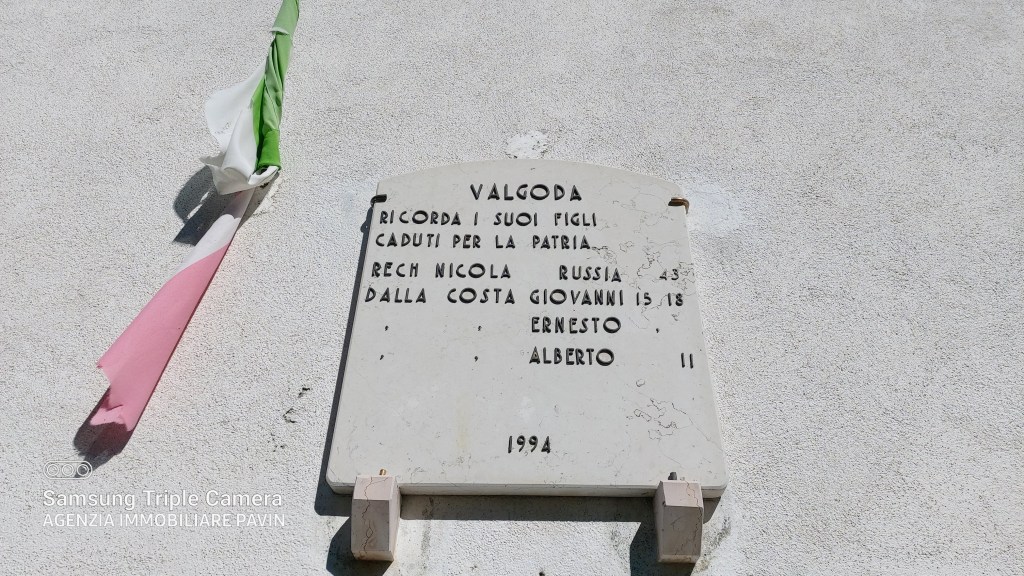 VALGODA
RICORDA I SUOI FIGLI
CADUTI PER LA PATRIA
RECH NICOLA RUSSIA 43
DALLA COSTA GIOVANNI 15 18
, , ERNESTO ,
, , ALBERTO 11
1994
Samsung Triple Camera
AGENZIA IMMOBILIARE PAVIN